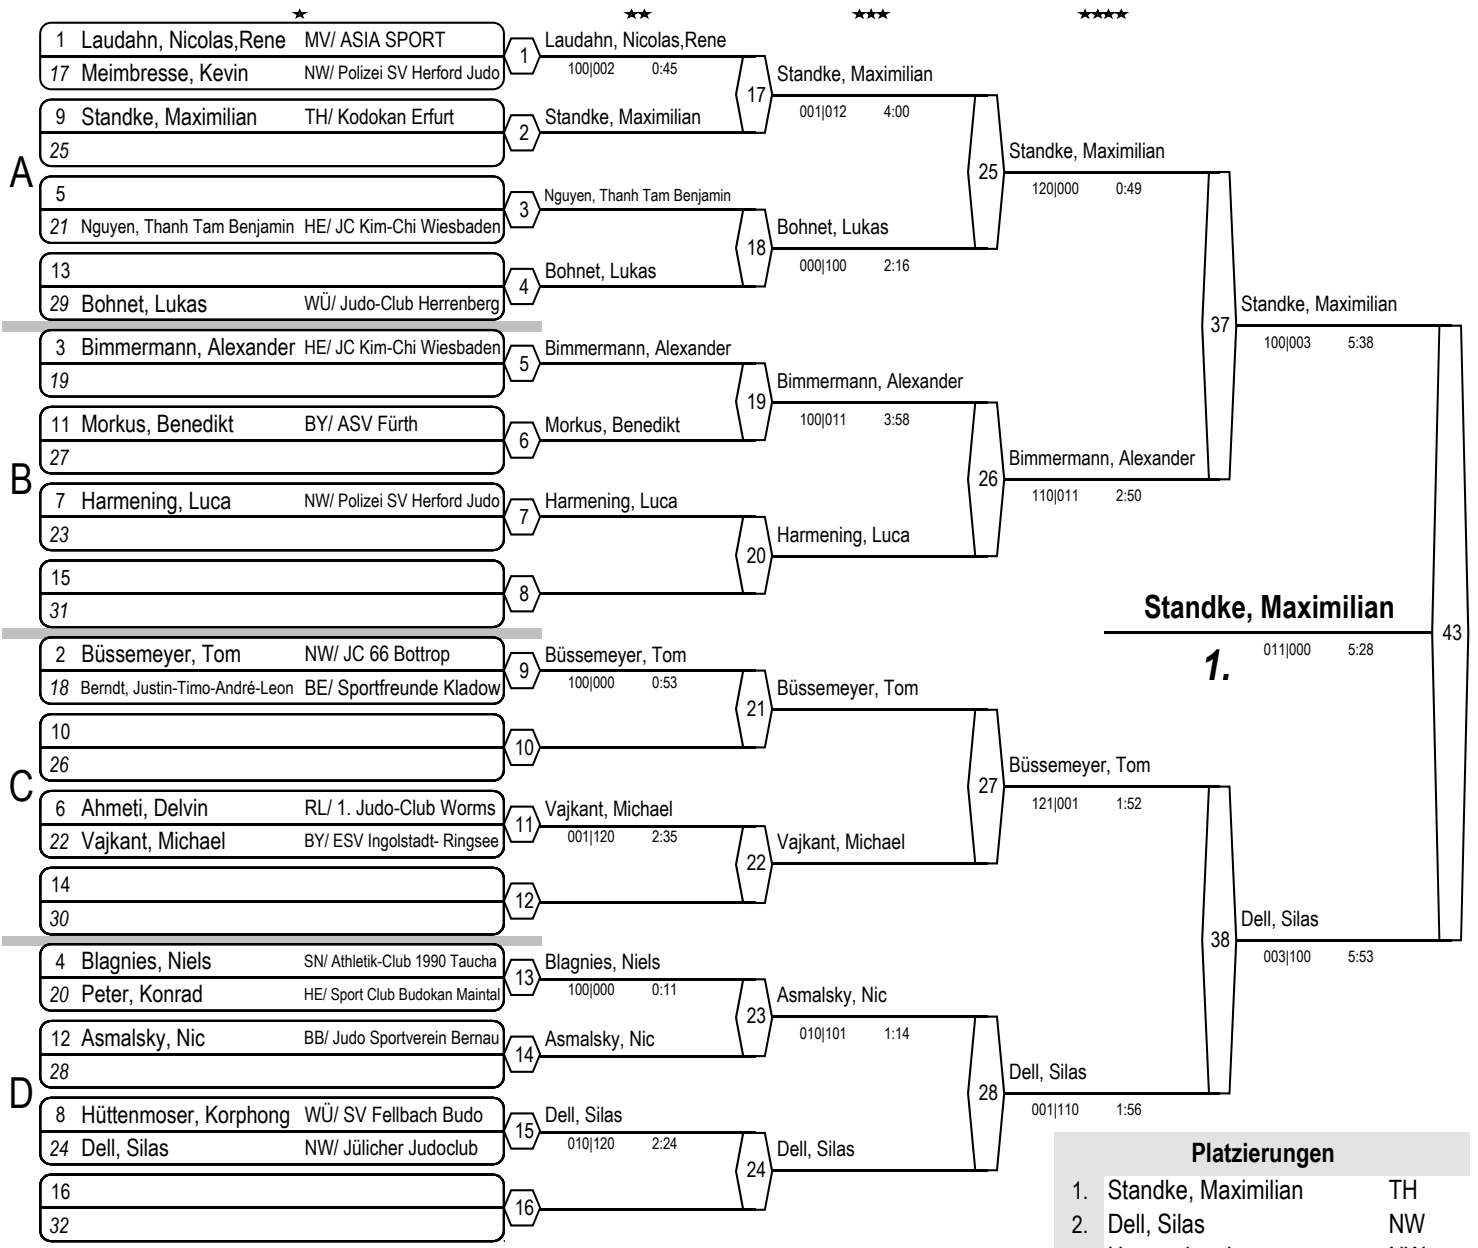 1 Laudahn, Nicolas,Rene MV/ ASIA SPORT
17 Meimbresse, Kevin NW/ Polizei SV Herford Judo
9 Standke, Maximilian TH/ Kodokan Erfurt
25
A
5
21 Nguyen, Thanh Tam Benjamin HE/ JC Kim-Chi Wiesbaden
13
29 Bohnet, Lukas WÜ/ Judo-Club Herrenberg
3 Bimmermann, Alexander HE/ JC Kim-Chi Wiesbaden
19
11 Morkus, Benedikt BY/ ASV Fürth
27
B
7 Harmening, Luca NW/ Polizei SV Herford Judo
23
15
31
2 Büssemeyer, Tom NW/ JC 66 Bottrop
18 Berndt, Justin-Timo-André-Leon BE/ Sportfreunde Kladow
10
26
C
6 Ahmeti, Delvin RL/ 1. Judo-Club Worms
22 Vajkant, Michael BY/ ESV Ingolstadt- Ringsee
14
30
4 Blagnies, Niels SN/ Athletik-Club 1990 Taucha
20 Peter, Konrad HE/ Sport Club Budokan Maintal
12 Asmalsky, Nic BB/ Judo Sportverein Bernau
28
D
8 Hüttenmoser, Korphong WÜ/ SV Fellbach Budo
24 Dell, Silas NW/ Jülicher Judoclub
16
32
1 Laudahn, Nicolas,Rene
100|002 0:45
2 Standke, Maximilian
3 Nguyen, Thanh Tam Benjamin
4 Bohnet, Lukas
5 Bimmermann, Alexander
6 Morkus, Benedikt
7 Harmening, Luca
8
9 Büssemeyer, Tom
100|000 0:53
10
11 Vajkant, Michael
001|120 2:35
12
13 Blagnies, Niels
100|000 0:11
14 Asmalsky, Nic
15 Dell, Silas
010|120 2:24
16
17 Standke, Maximilian
001|012 4:00
18 Bohnet, Lukas
000|100 2:16
19 Bimmermann, Alexander
100|011 3:58
20 Harmening, Luca
21 Büssemeyer, Tom
22 Vajkant, Michael
23 Asmalsky, Nic
010|101 1:14
24 Dell, Silas
25 Standke, Maximilian
120|000 0:49
26 Bimmermann, Alexander
110|011 2:50
27 Büssemeyer, Tom
121|001 1:52
28 Dell, Silas
001|110 1:56
37 Standke, Maximilian
100|003 5:38
38 Dell, Silas
003|100 5:53
43
Standke, Maximilian
1. 011|000 5:28
Platzierungen
1. Standke, Maximilian TH
2. Dell, Silas NW